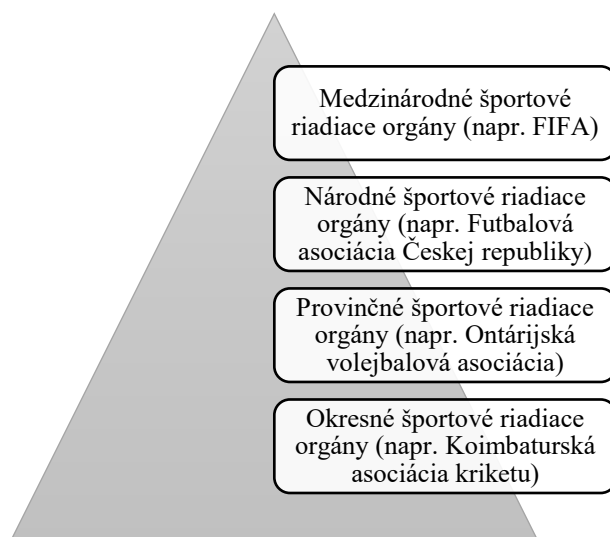 Medzinárodné športové
riadiace orgány (napr. FIFA)
Národné športové riadiace
orgány (napr. Futbalová
asociácia Českej republiky)
Provinčné športové riadiace
orgány (napr. Ontárijská
volejbalová asociácia)
Okresné športové riadiace
orgány (napr. Koimbaturská
asociácia kriketu)